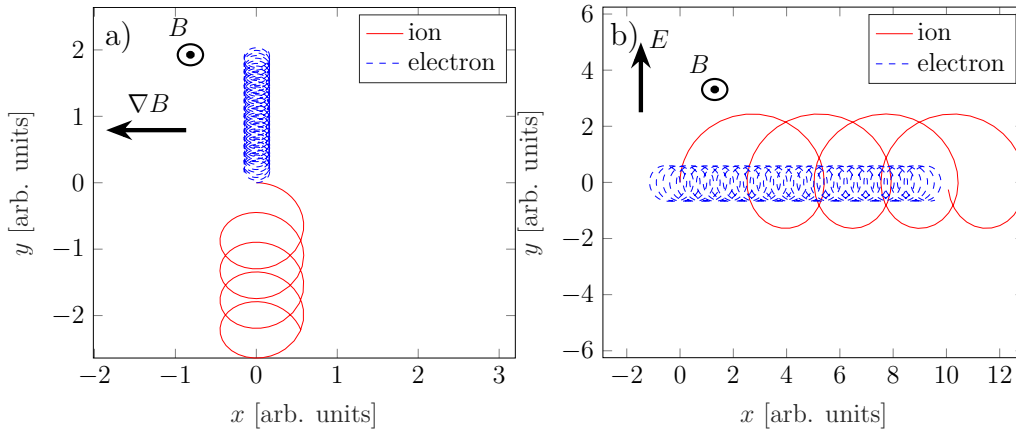 a)
B
∇B
ion
electron
2
1
0
−1
−2
y [arb. units]
−2 −1 0 1 2 3
x [arb. units]
b)
E
B
ion
electron
6
4
2
0
−2
−4
−6
y [arb. units]
−2 0 2 4 6 8 10 12
x [arb. units]